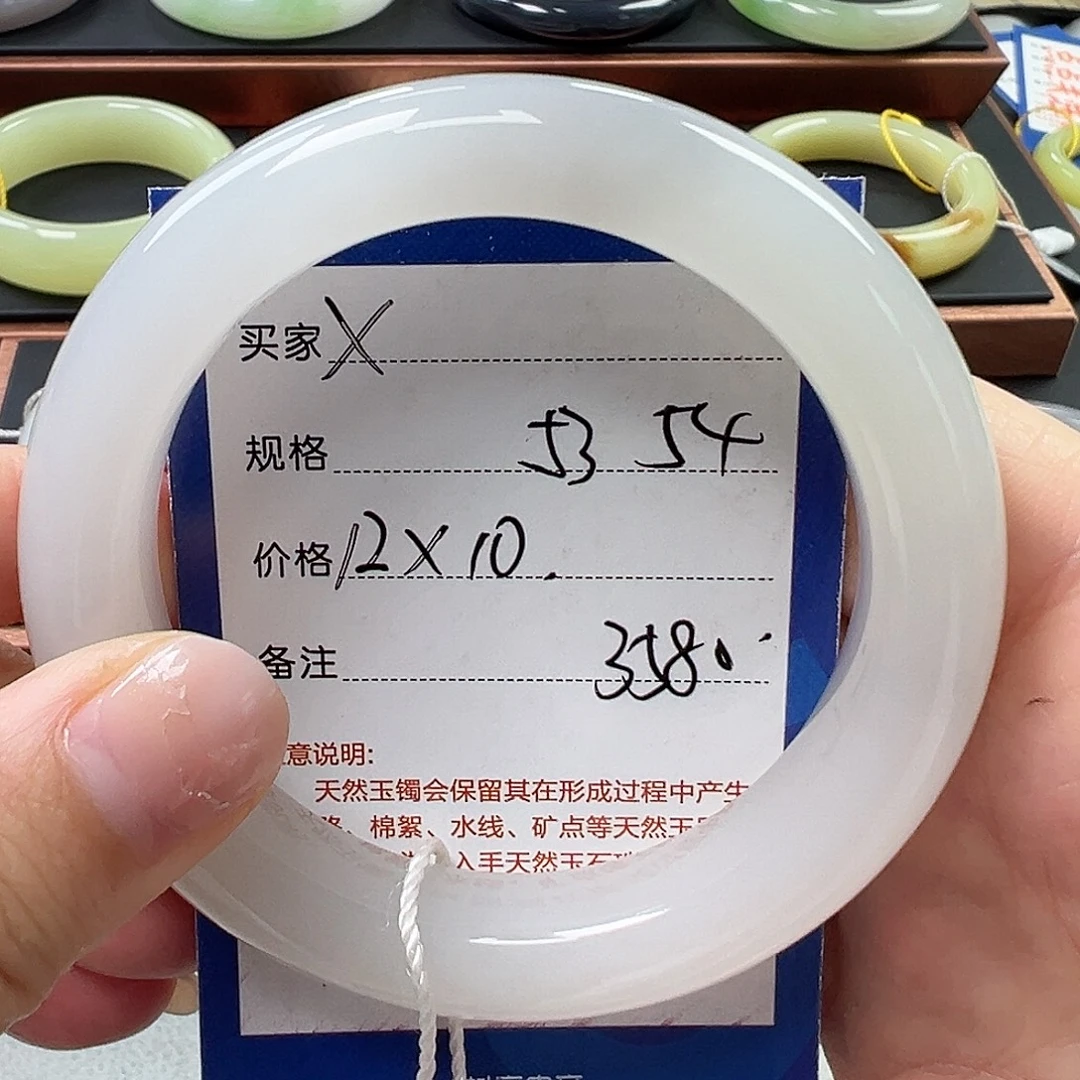 买家 X
规格 53 54
价格 12X10.
备注 358
意说明:
天然玉镯会保留其在形成过程中产生
、棉絮、水线、矿点等天然玉
入手天然玉石